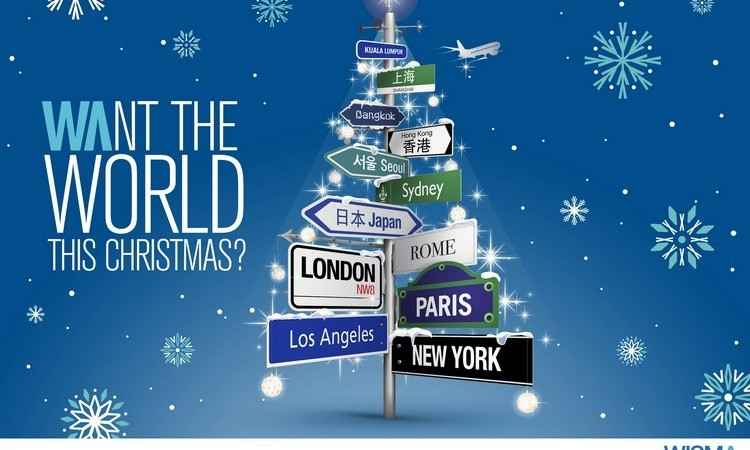 WANT THE
WORLD
THIS CHRISTMAS?
KUALA LUMPUR
上海
Bangkok
Hong Kong
香港
서울 Seoul
Sydney
日本 Japan
ROME
LONDON
NW8
PARIS
Los Angeles
NEW YORK